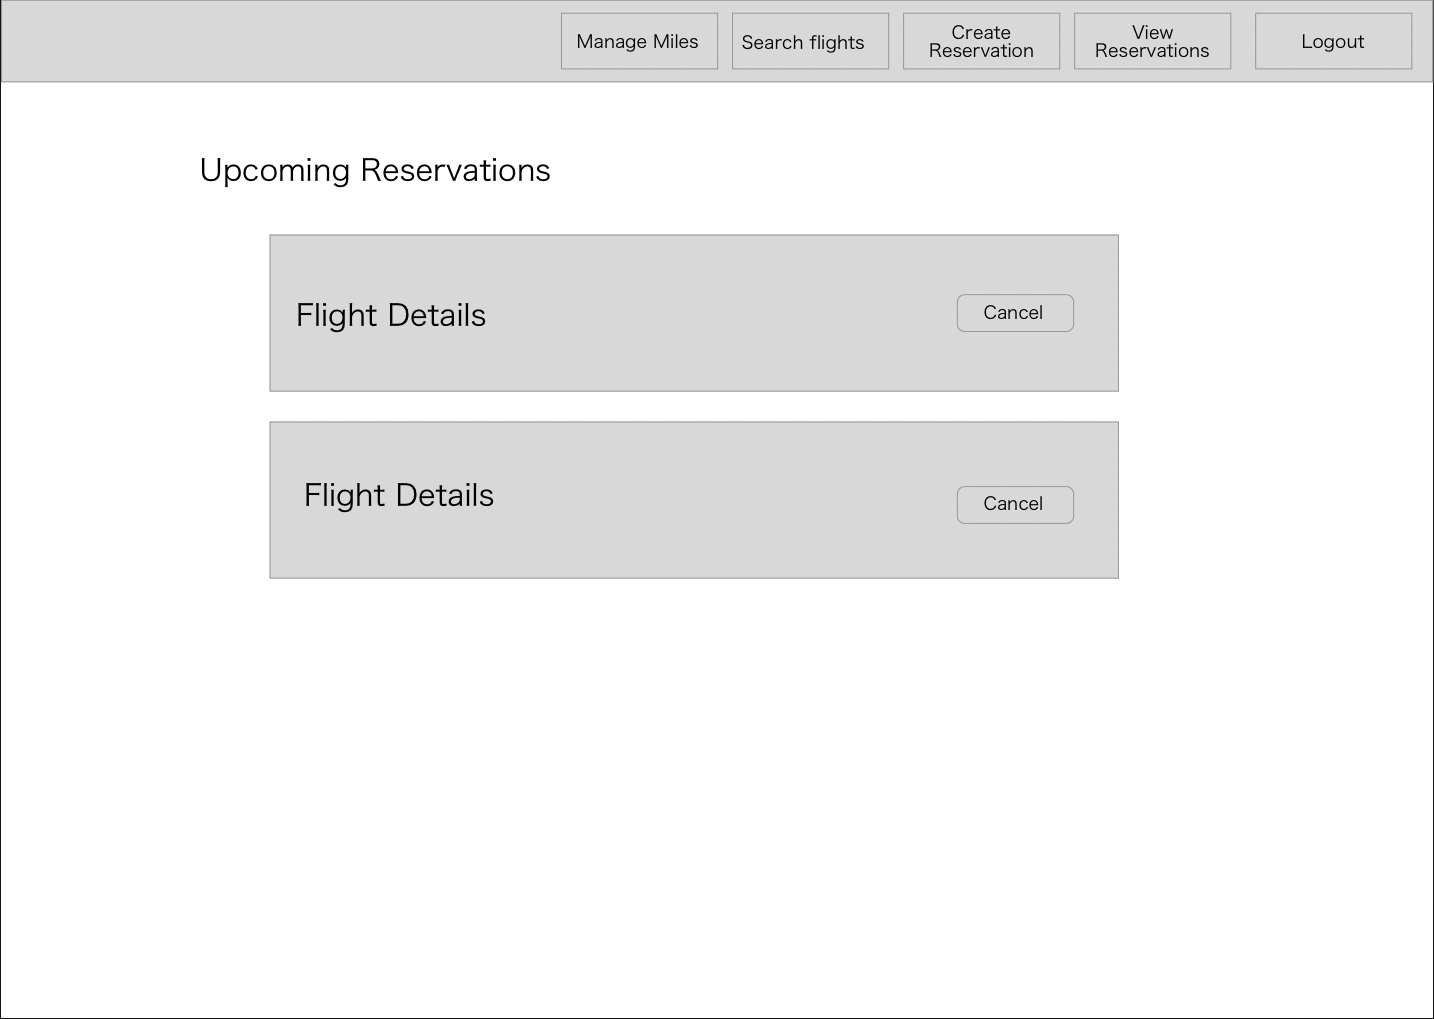 Manage Miles
Search flights
Create
Reservation
View
Reservations
Logout
Upcoming Reservations
Flight Details
Cancel
Flight Details
Cancel